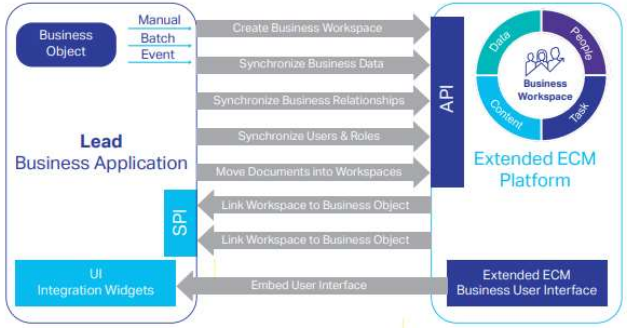 Business
Object
Manual
Batch
Event
Lead
Business Application
SPI
UI
Integration Widgets
Create Business Workspace
Synchronize Business Data
Synchronize Business Relationships
Synchronize Users & Roles
Move Documents into Workspaces
Link Workspace to Business Object
Link Workspace to Business Object
Embed User Interface
API
Data
People
Content
Task
Business
Workspace
Extended ECM
Platform
Extended ECM
Business User Interface